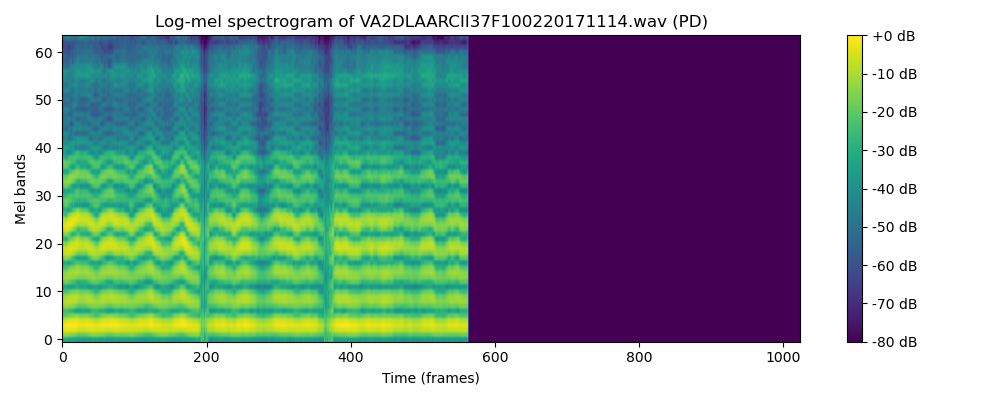 Log-mel spectrogram of VA2DLAARCII37F100220171114.wav (PD)
Mel bands
60
50
40
30
20
10
0
0 200 400 600 800 1000
Time (frames)
+0 dB
-10 dB
-20 dB
-30 dB
-40 dB
-50 dB
-60 dB
-70 dB
-80 dB